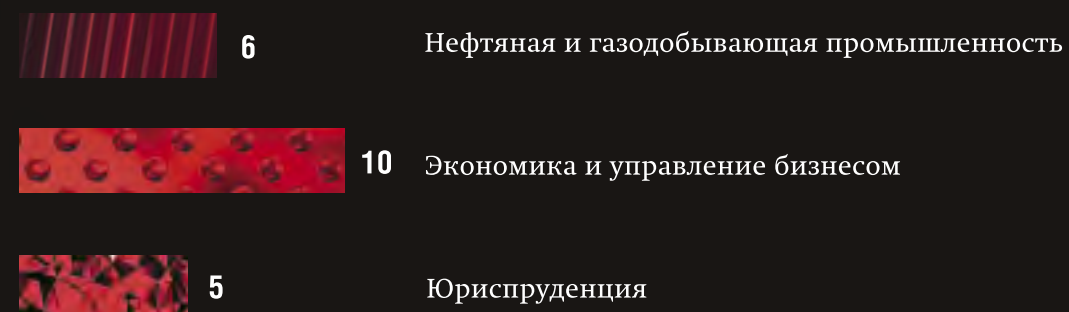 6 Нефтяная и газодобывающая промышленность
10 Экономика и управление бизнесом
5 Юриспруденция